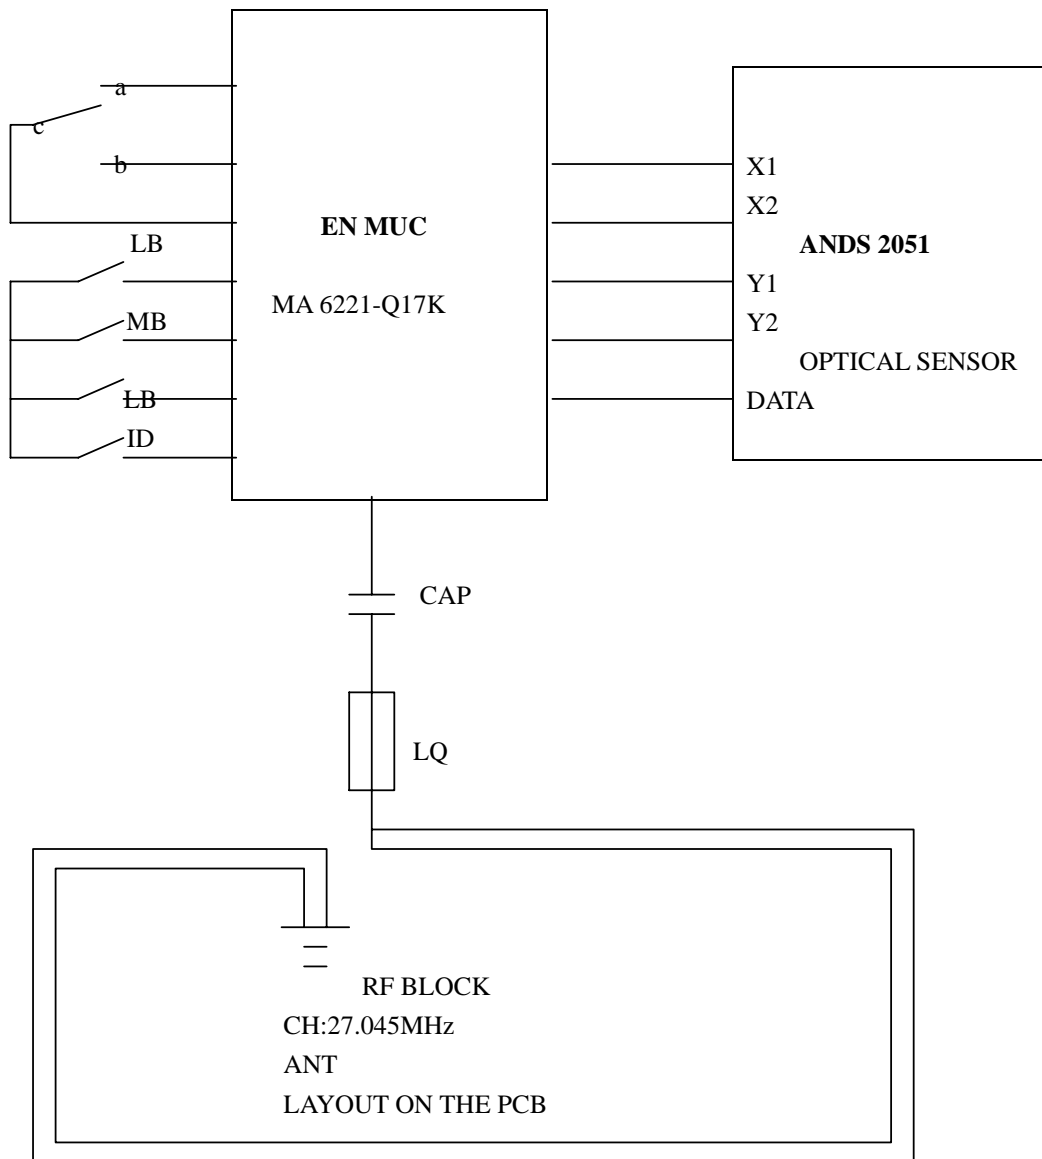 a
c
b
LB
MB
LB
ID
EN MUC
MA 6221-Q17K
X1
X2
ANDS 2051
Y1
Y2
OPTICAL SENSOR
DATA
CAP
LQ
RF BLOCK
CH:27.045MHz
ANT
LAYOUT ON THE PCB